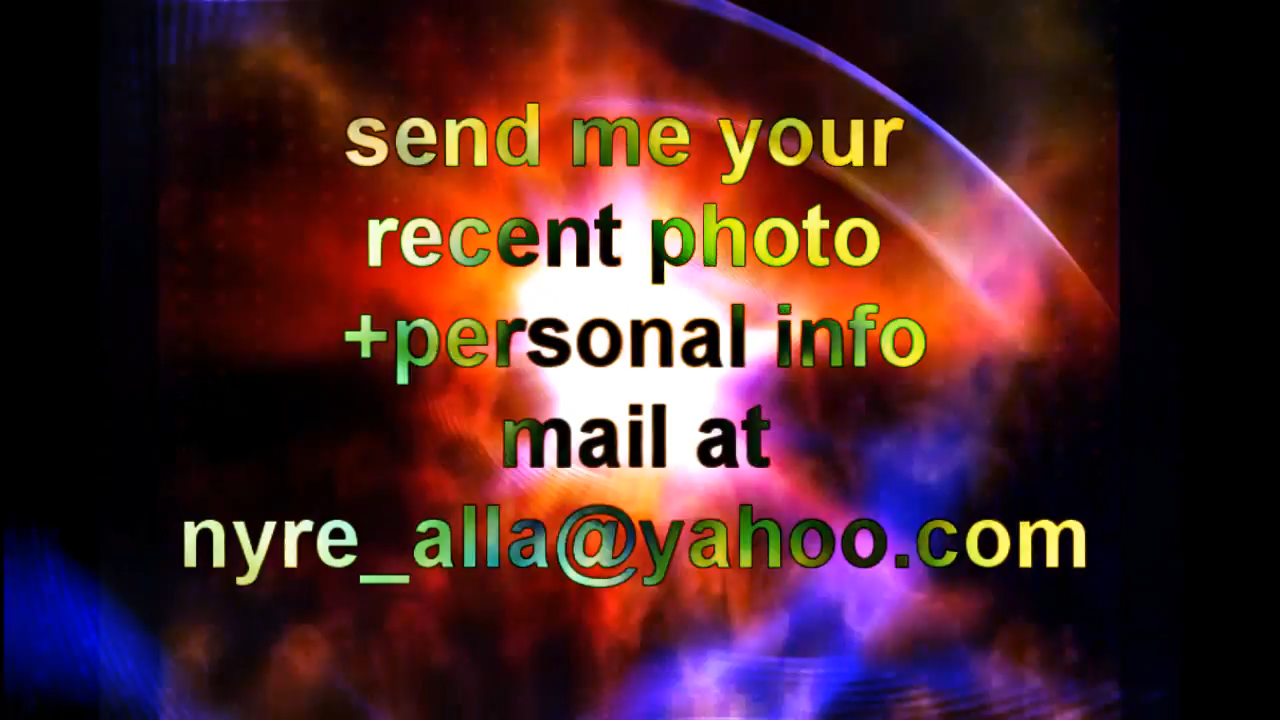 send me your
recent photo
+personal info
mail at
nyre_alla@yahoo.com